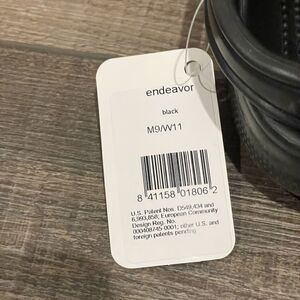 endeavor
black
M9/W11
8 41158 01806 2
U.S. Patent Nos. D549,434 and
6,993,858; European Community
Design Reg. No.
000408745-0001; other U.S. and
foreign patents pending